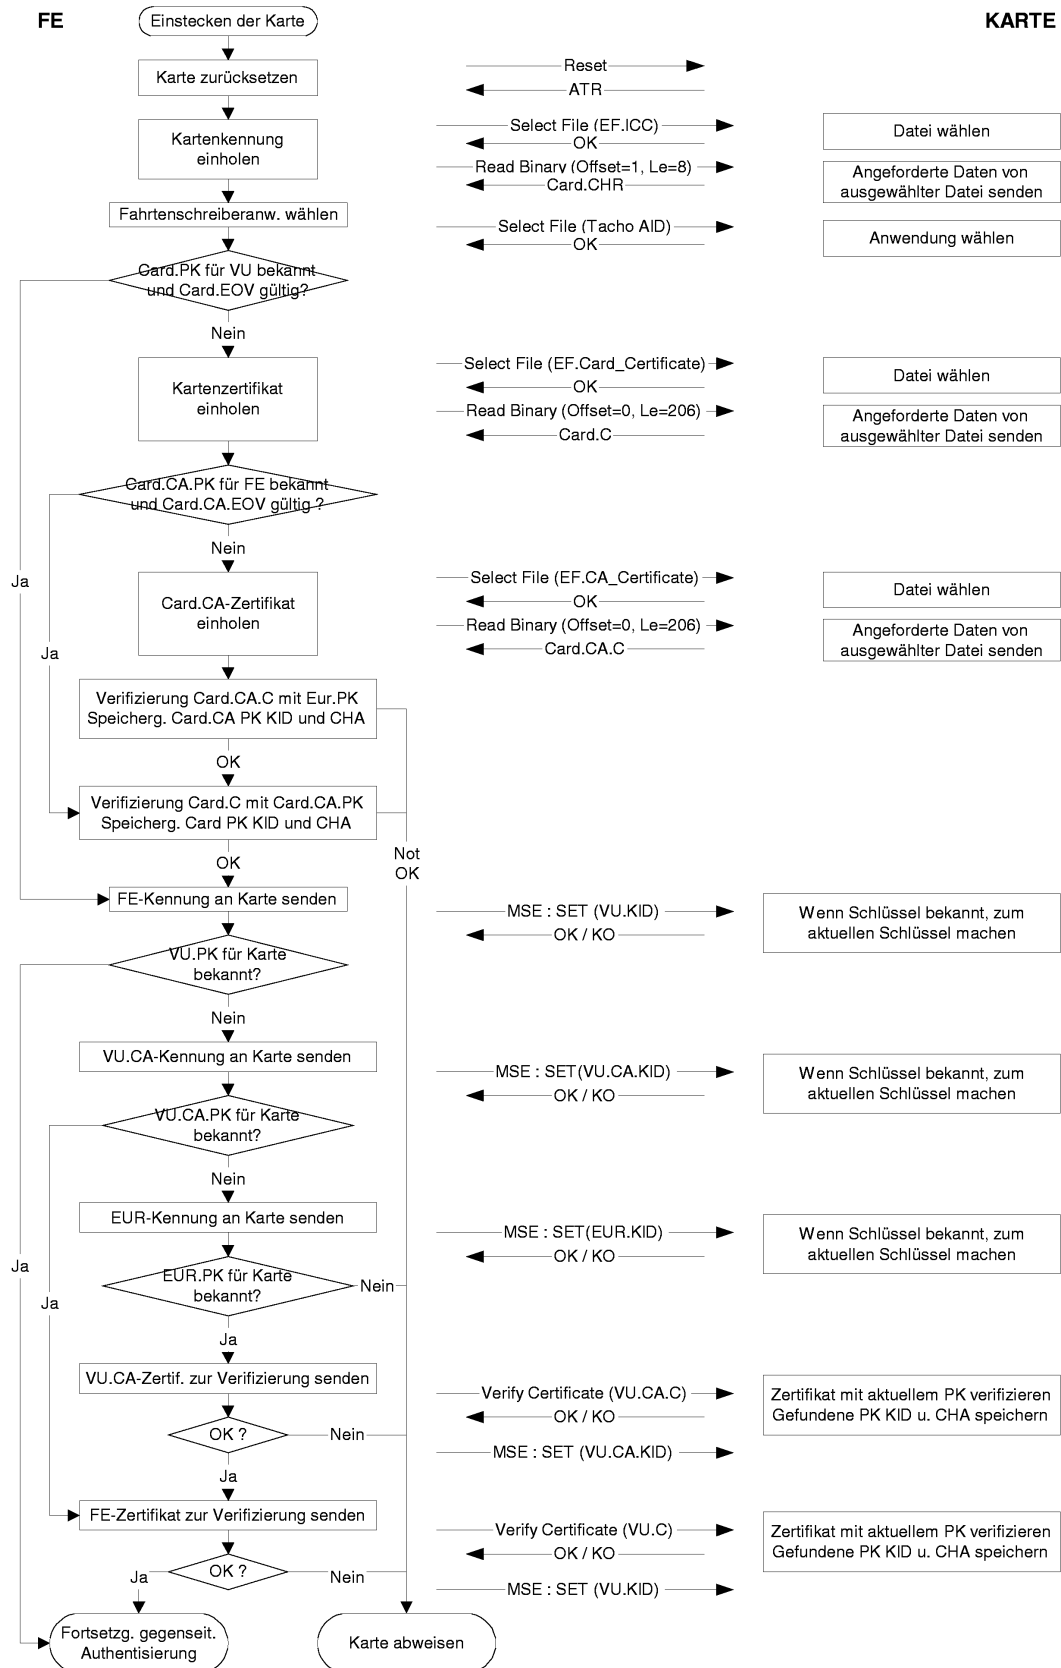 FE
Einstecken der Karte
KARTE
Karte zurücksetzen
Reset
ATR
Kartenkennung
einholen
Select File (EF.ICC)
OK
Datei wählen
Read Binary (Offset=1, Le=8)
Card.CHR
Angeforderte Daten von
ausgewählter Datei senden
Fahrtenschreiberanw. wählen
Select File (Tacho AID)
OK
Anwendung wählen
Card.PK für VU bekannt
und Card.EOV gültig?
Nein
Kartenzertifikat
einholen
Select File (EF.Card_Certificate)
OK
Datei wählen
Read Binary (Offset=0, Le=206)
Card.C
Angeforderte Daten von
ausgewählter Datei senden
Card.CA.PK für FE bekannt
und Card.CA.EOV gültig ?
Nein
Ja
Card.CA-Zertifikat
einholen
Select File (EF.CA_Certificate)
OK
Datei wählen
Read Binary (Offset=0, Le=206)
Card.CA.C
Angeforderte Daten von
ausgewählter Datei senden
Ja
Verifizierung Card.CA.C mit Eur.PK
Speicherg. Card.CA PK KID und CHA
OK
Verifizierung Card.C mit Card.CA.PK
Speicherg. Card PK KID und CHA
Not
OK
OK
FE-Kennung an Karte senden
MSE : SET (VU.KID)
OK / KO
Wenn Schlüssel bekannt, zum
aktuellen Schlüssel machen
VU.PK für Karte
bekannt?
Nein
VU.CA-Kennung an Karte senden
MSE : SET(VU.CA.KID)
OK / KO
Wenn Schlüssel bekannt, zum
aktuellen Schlüssel machen
VU.CA.PK für Karte
bekannt?
Nein
EUR-Kennung an Karte senden
MSE : SET(EUR.KID)
OK / KO
Wenn Schlüssel bekannt, zum
aktuellen Schlüssel machen
Ja
EUR.PK für Karte
bekannt?
Nein
Ja
Ja
VU.CA-Zertif. zur Verifizierung senden
Verify Certificate (VU.CA.C)
OK / KO
Zertifikat mit aktuellem PK verifizieren
Gefundene PK KID u. CHA speichern
OK ?
Nein
MSE : SET (VU.CA.KID)
Ja
FE-Zertifikat zur Verifizierung senden
Verify Certificate (VU.C)
OK / KO
Zertifikat mit aktuellem PK verifizieren
Gefundene PK KID u. CHA speichern
OK ?
Ja
Nein
MSE : SET (VU.KID)
Fortsetzg. gegenseit.
Authentisierung
Karte abweisen